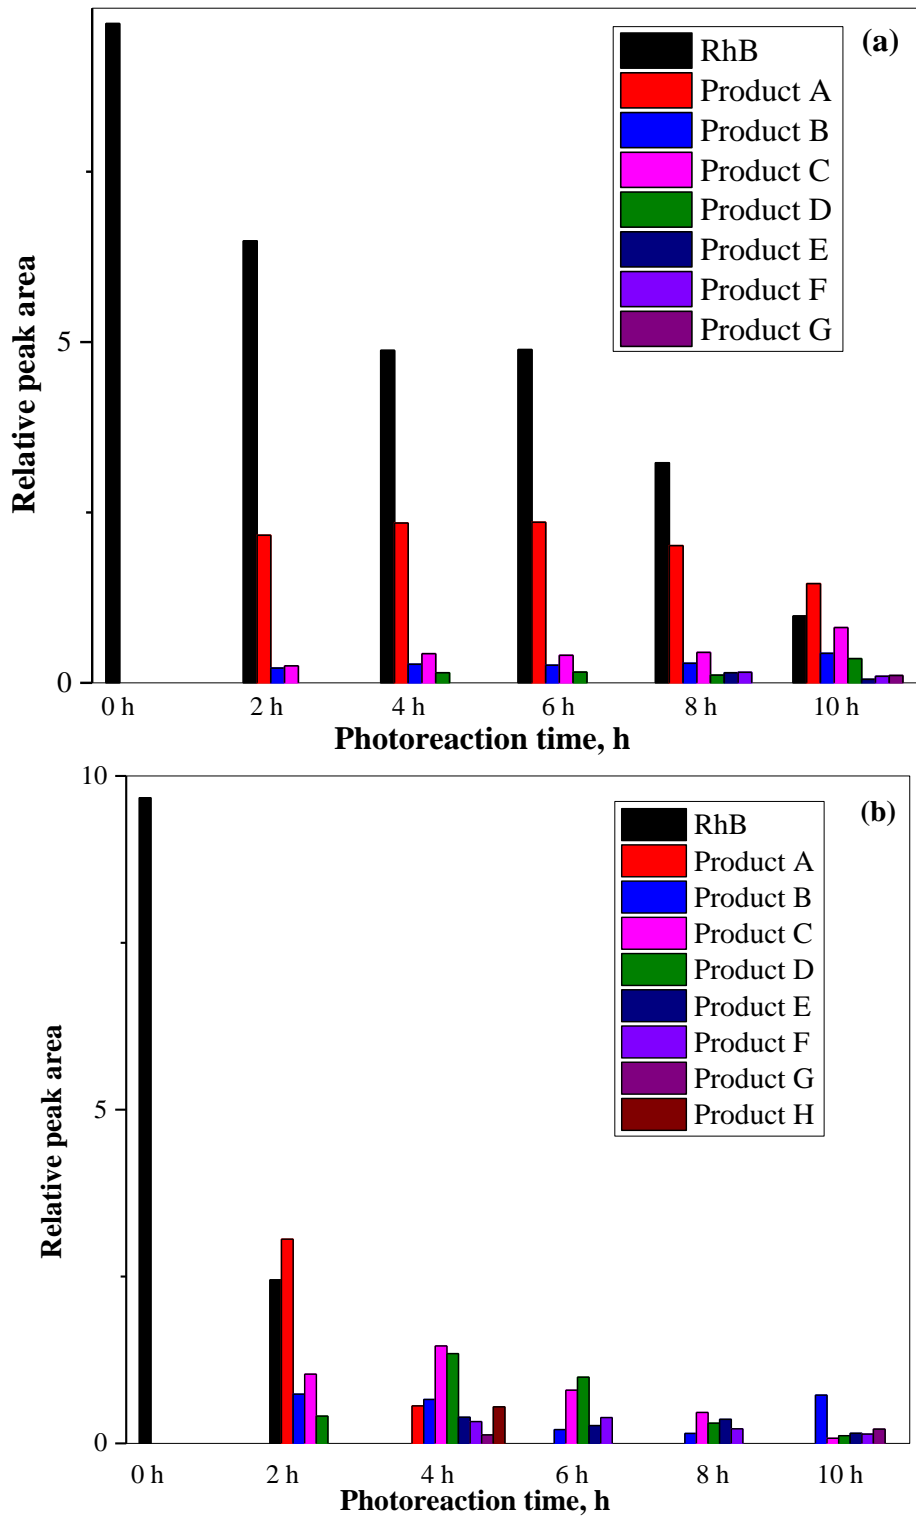 (a)
RhB
Product A
Product B
Product C
Product D
Product E
Product F
Product G
Relative peak area
5
0
0 h 2 h 4 h 6 h 8 h 10 h
Photoreaction time, h
10
(b)
RhB
Product A
Product B
Product C
Product D
Product E
Product F
Product G
Product H
Relative peak area
5
0
0 h 2 h 4 h 6 h 8 h 10 h
Photoreaction time, h